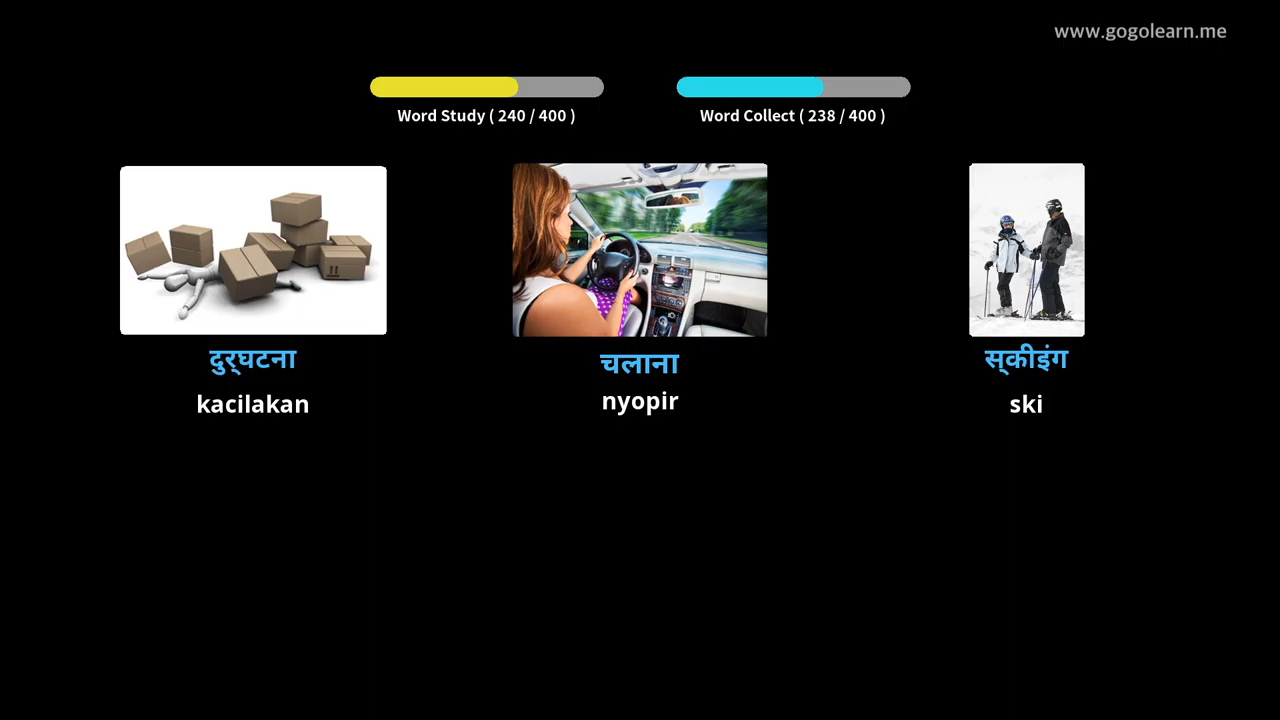 www.gogolearn.me
Word Study ( 240 / 400 )
Word Collect ( 238 / 400 )
दुर्घटना
चलाना
स्कीइंग
kacilakan
nyopir
ski